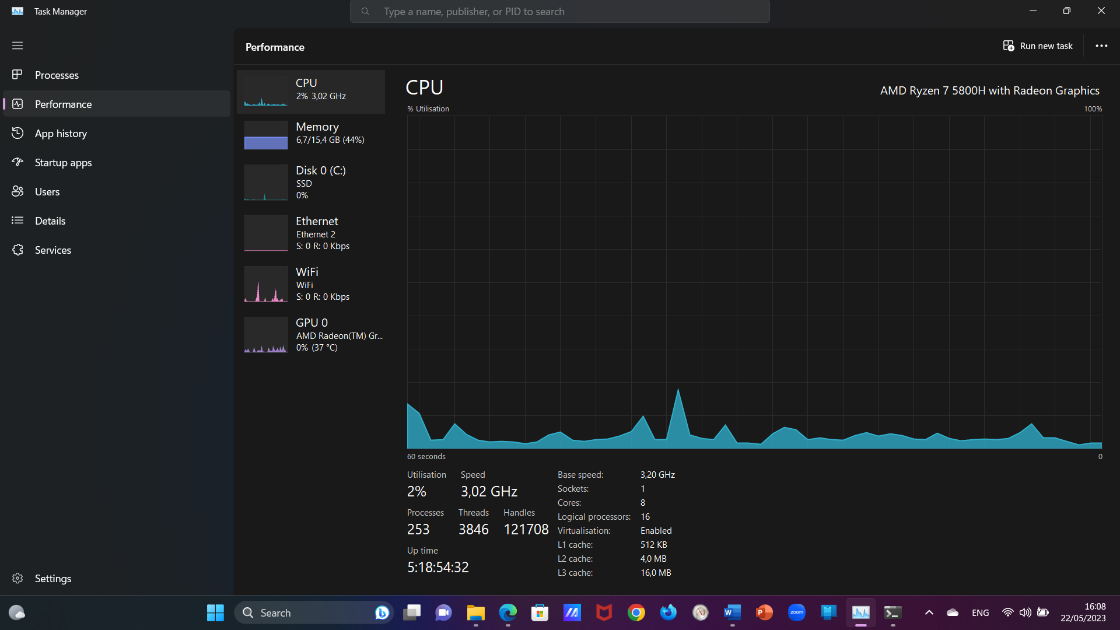 Task Manager
Type a name, publisher, or PID to search
Performance
Run new task
Processes
Performance
App history
Startup apps
Users
Details
Services
Settings
CPU
2% 3,02 GHz
Memory
6,7/15,4 GB (44%)
Disk 0 (C:)
SSD
0%
Ethernet
Ethernet 2
S: 0 R: 0 Kbps
WiFi
WiFi
S: 0 R: 0 Kbps
GPU 0
AMD Radeon(TM) Gr...
0% (37 °C)
CPU
AMD Ryzen 7 5800H with Radeon Graphics
% Utilisation
100%
60 seconds
0
Utilisation
2%
Speed
3,02 GHz
Processes
253
Threads
3846
Handles
121708
Up time
5:18:54:32
Base speed: 3,20 GHz
Sockets: 1
Cores: 8
Logical processors: 16
Virtualisation: Enabled
L1 cache: 512 KB
L2 cache: 4,0 MB
L3 cache: 16,0 MB
Search
ENG
16:08
22/05/2023